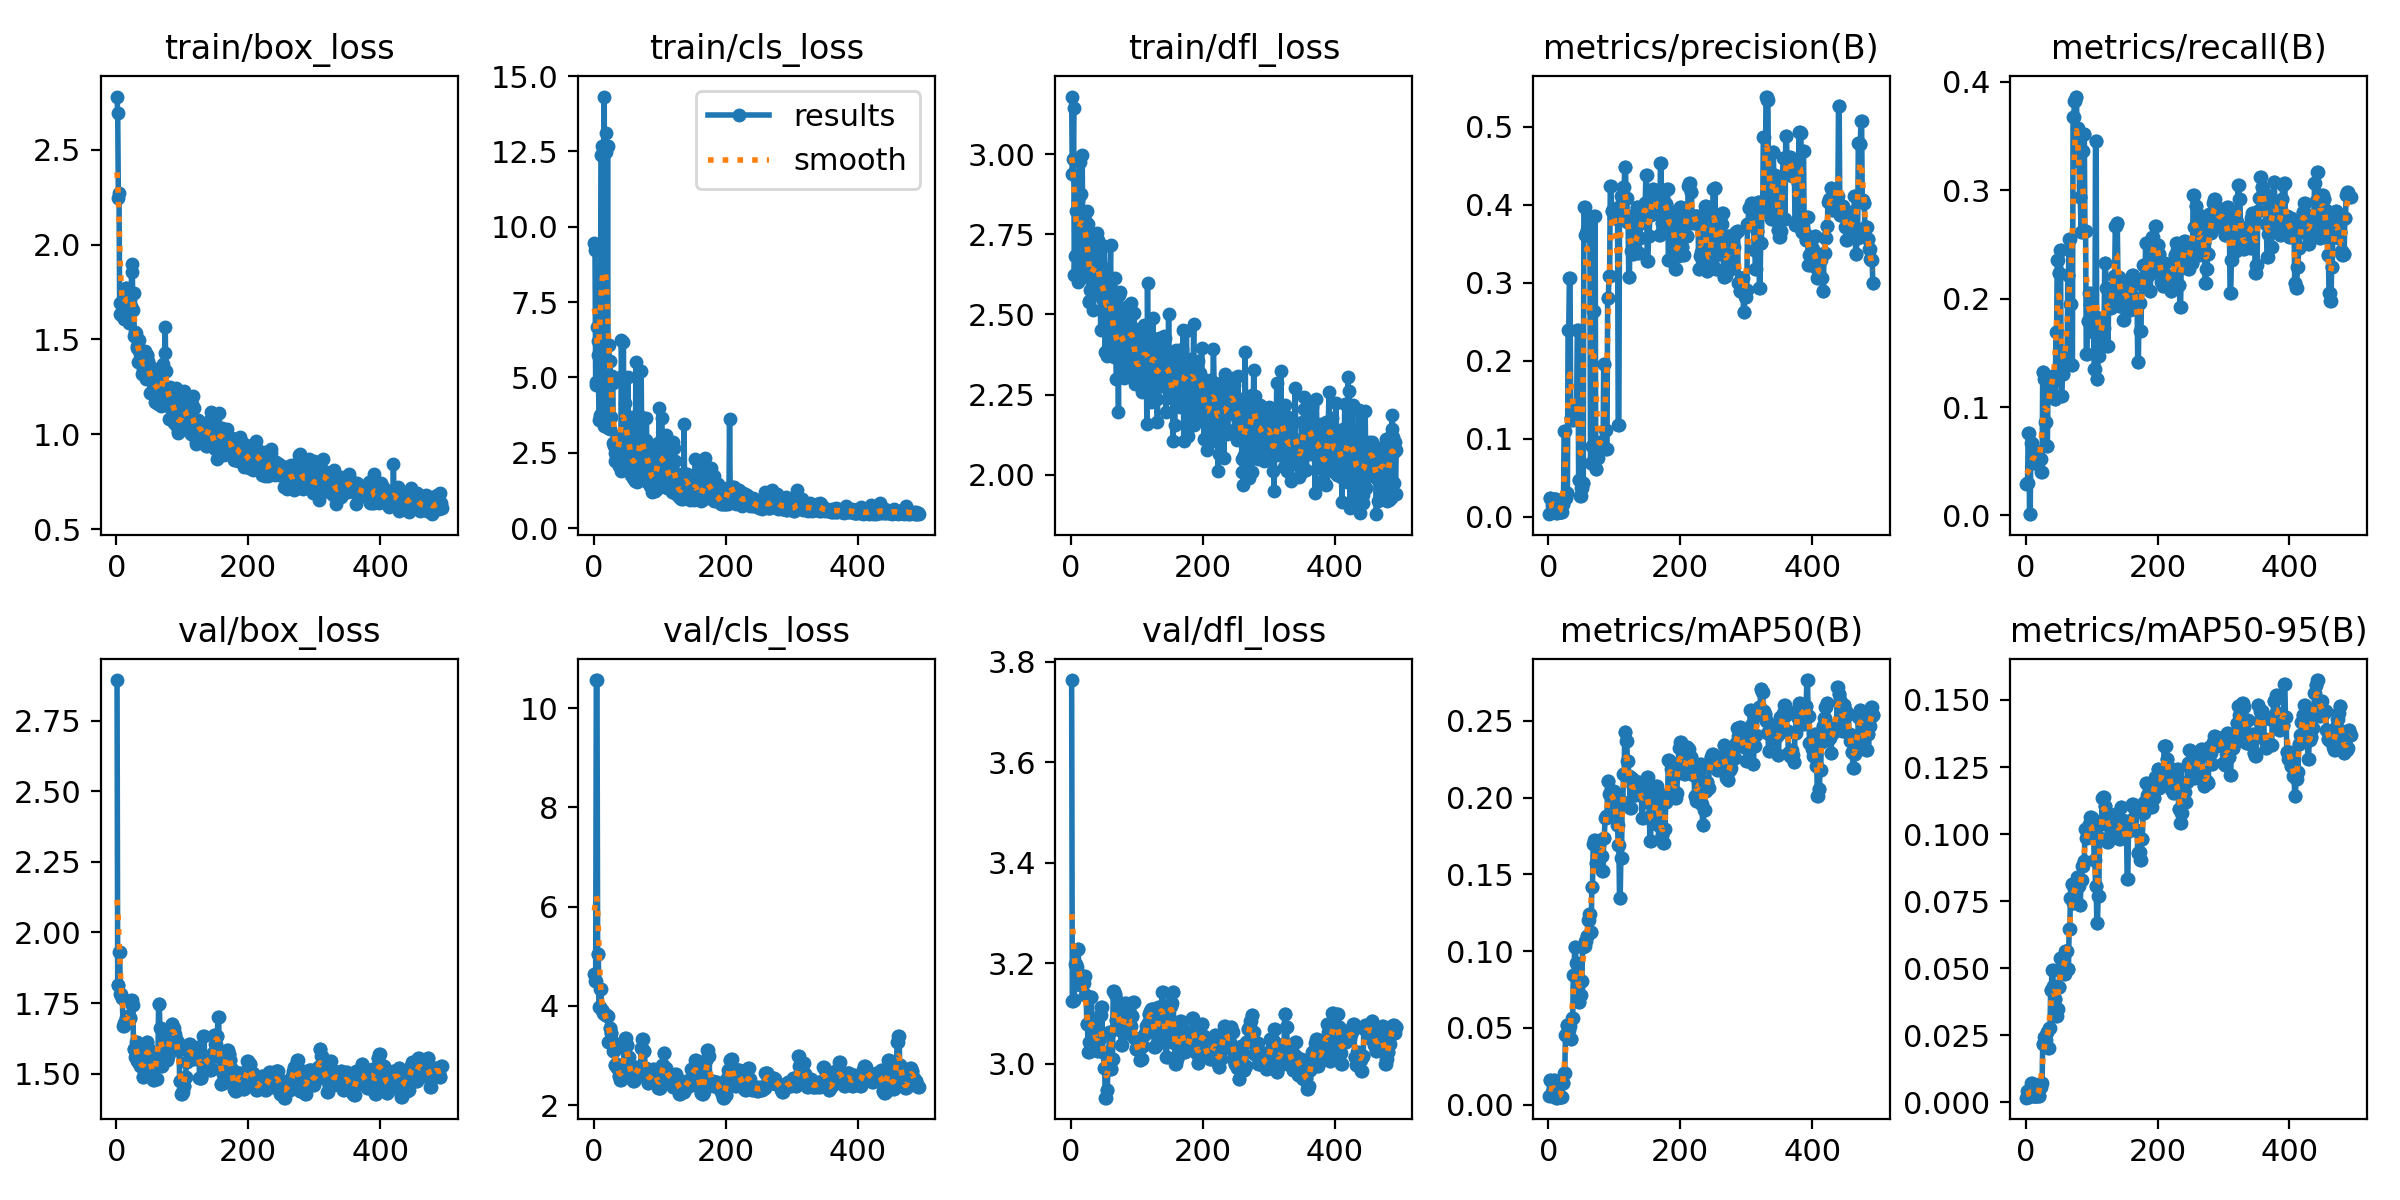 train/box_loss
2.5
2.0
1.5
1.0
0.5
0 200 400
train/cls_loss
15.0
12.5
10.0
7.5
5.0
2.5
0.0
0 200 400
results
smooth
train/dfl_loss
3.00
2.75
2.50
2.25
2.00
0 200 400
metrics/precision(B)
0.5
0.4
0.3
0.2
0.1
0.0
0 200 400
metrics/recall(B)
0.4
0.3
0.2
0.1
0.0
0 200 400
val/box_loss
2.75
2.50
2.25
2.00
1.75
1.50
0 200 400
val/cls_loss
10
8
6
4
2
0 200 400
val/dfl_loss
3.8
3.6
3.4
3.2
3.0
0 200 400
metrics/mAP50(B)
0.25
0.20
0.15
0.10
0.05
0.00
0 200 400
metrics/mAP50-95(B)
0.150
0.125
0.100
0.075
0.050
0.025
0.000
0 200 400